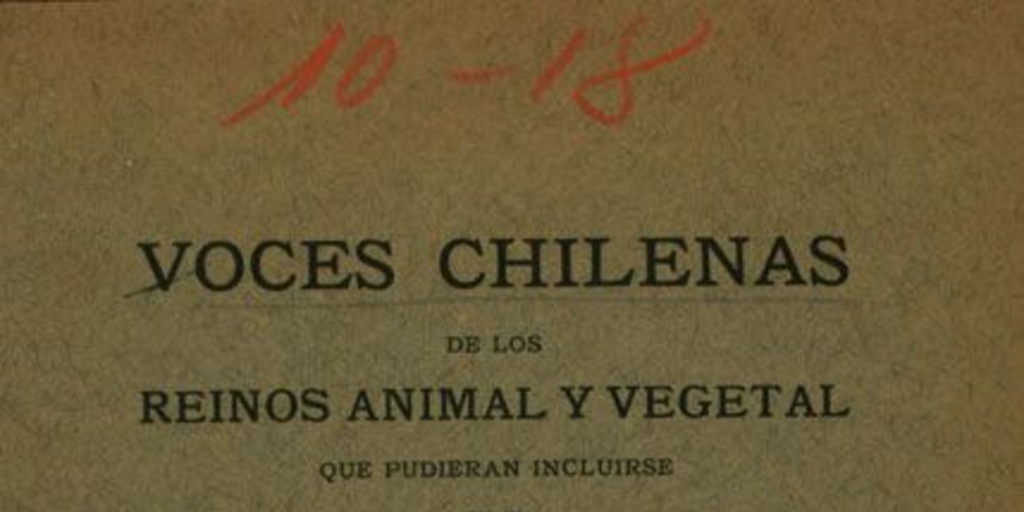 10 - 18
VOCES CHILENAS
DE LOS
REINOS ANIMAL Y VEGETAL
QUE PUDIERAN INCLUIRSE